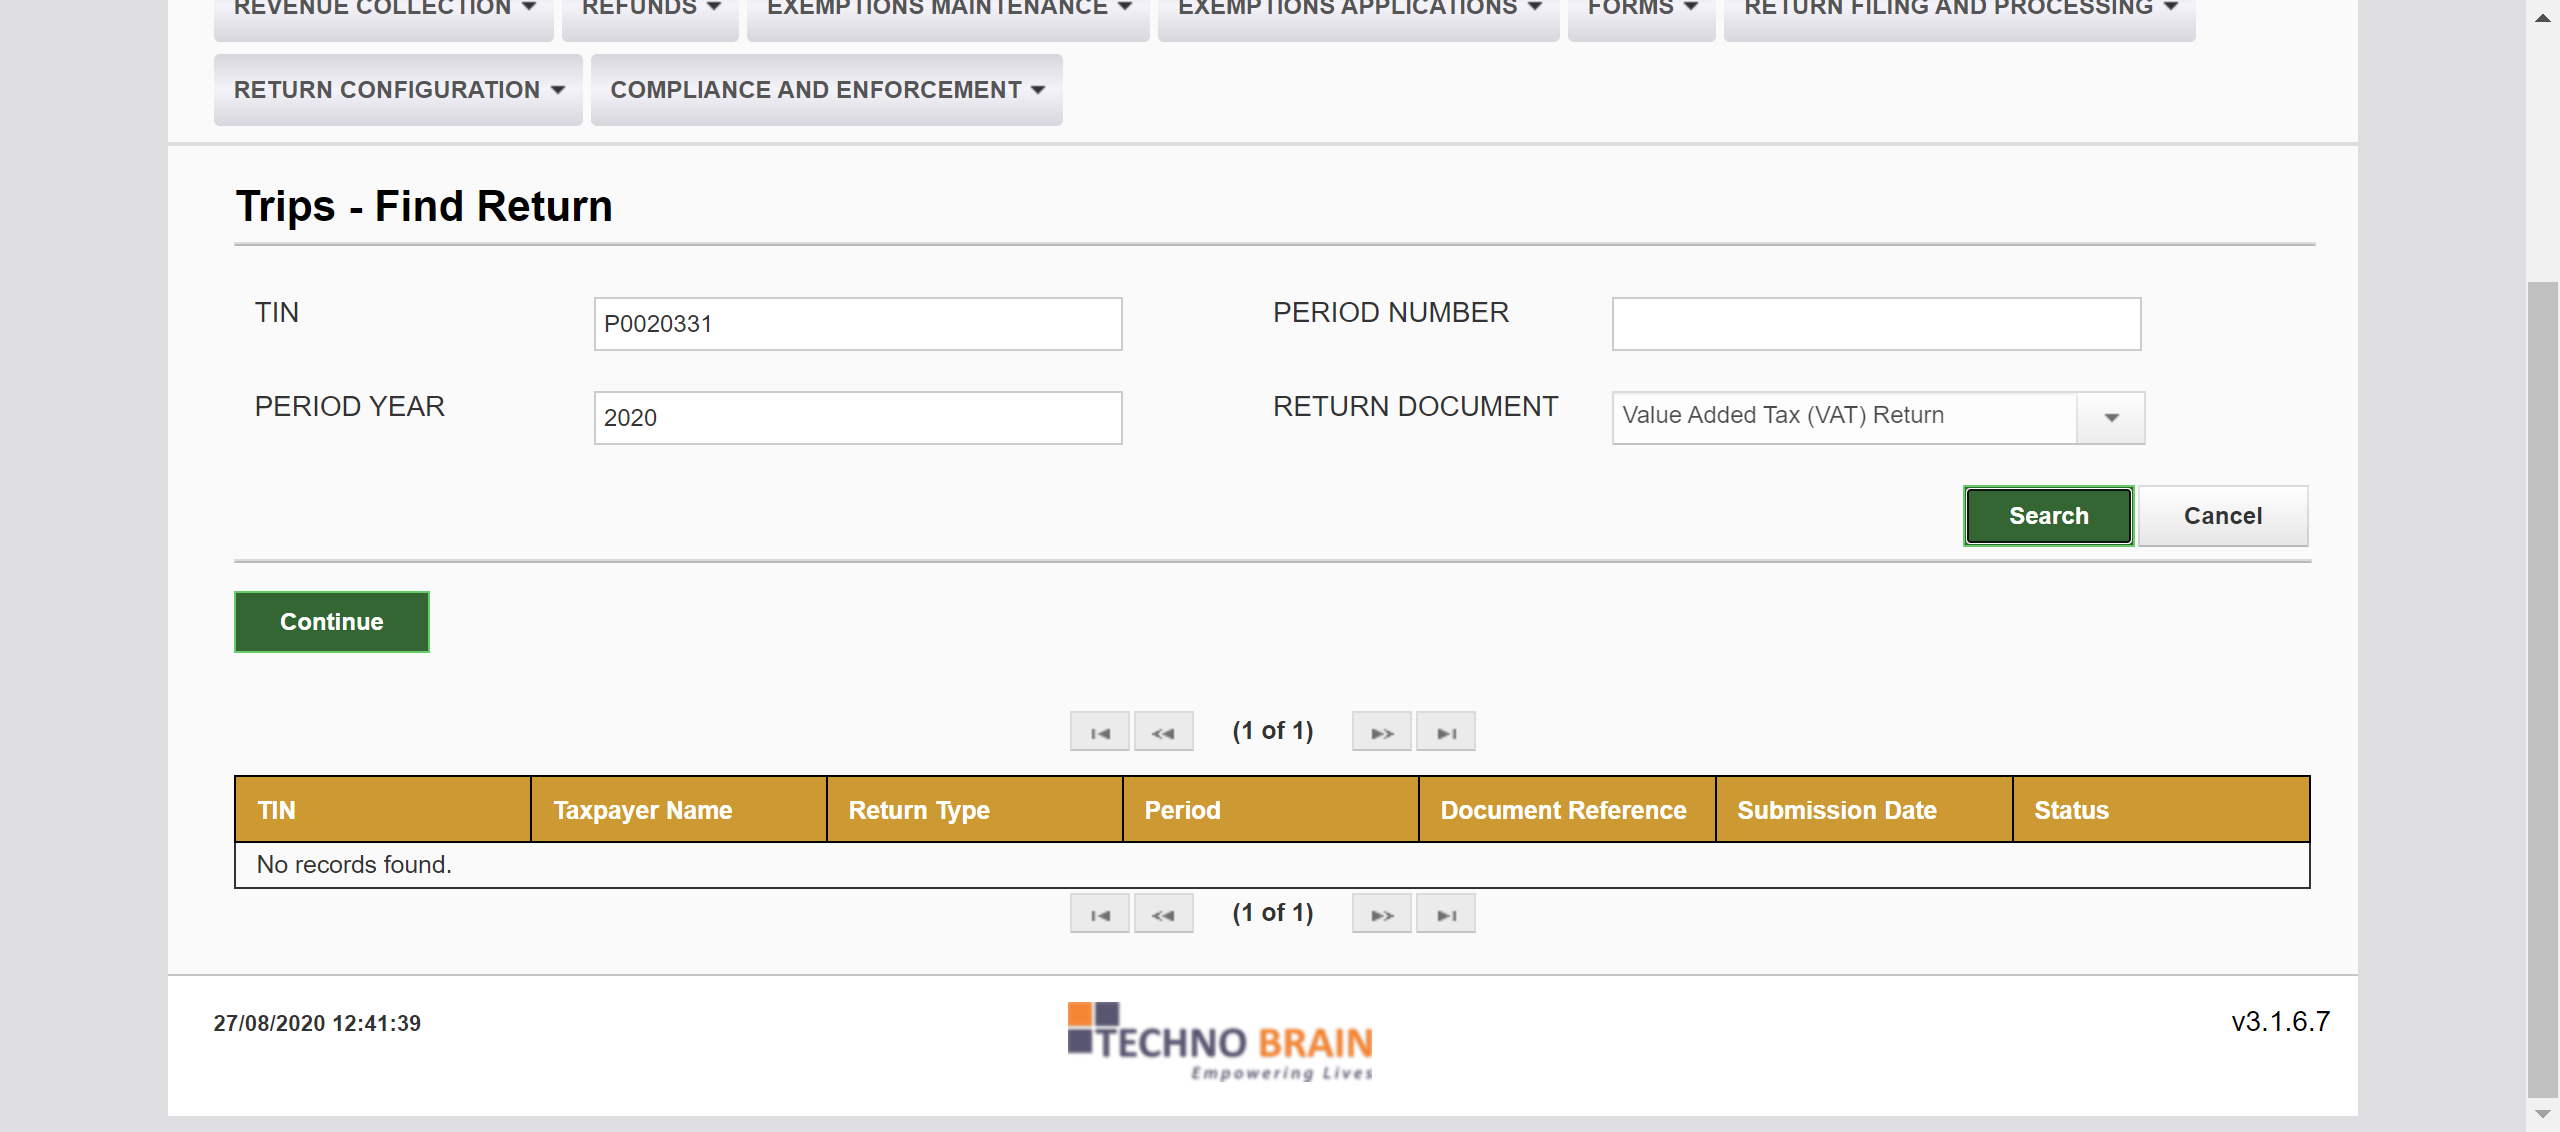 REVENUE COLLECTION REFUNDS EXEMPTIONS MAINTENANCE EXEMPTIONS APPLICATIONS FORMS RETURN FILING AND PROCESSING
RETURN CONFIGURATION COMPLIANCE AND ENFORCEMENT
Trips - Find Return
TIN P0020331 PERIOD NUMBER
PERIOD YEAR 2020 RETURN DOCUMENT Value Added Tax (VAT) Return
Search Cancel
Continue
(1 of 1)
TIN Taxpayer Name Return Type Period Document Reference Submission Date Status
No records found.
(1 of 1)
27/08/2020 12:41:39 TECHNO BRAIN v3.1.6.7
Empowering Lives